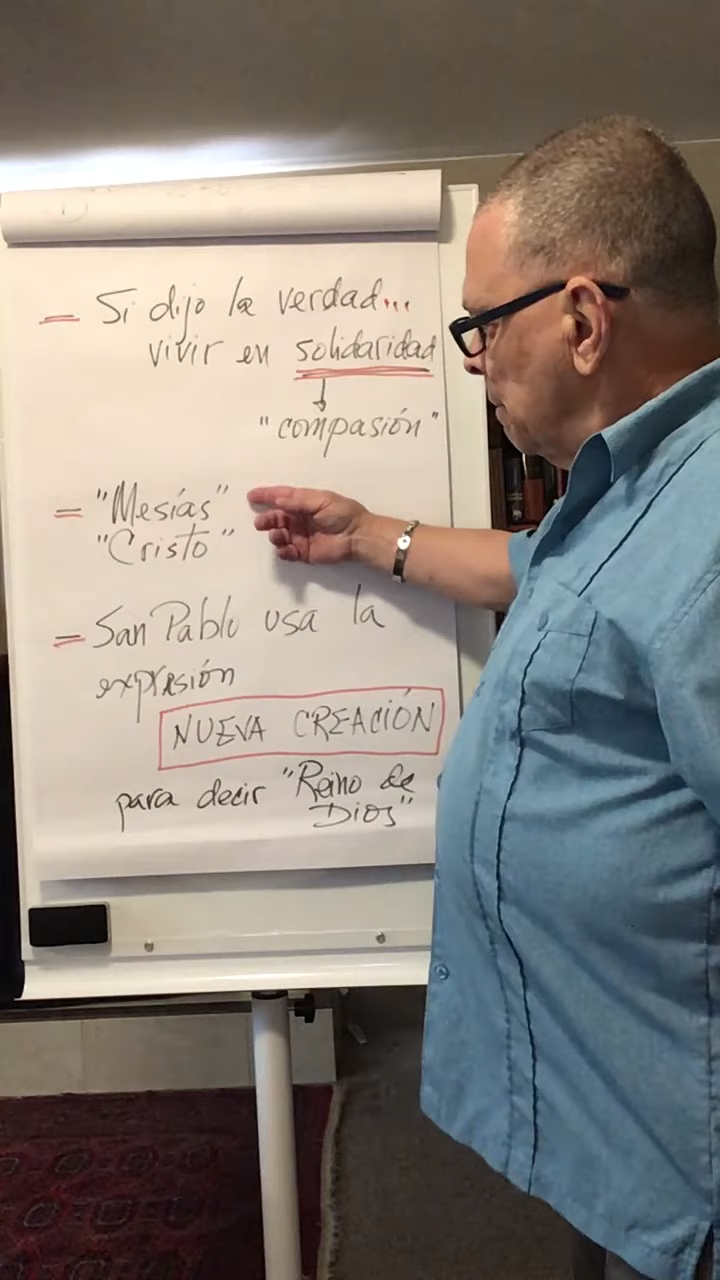 – Si dijo la verdad...
vivir en solidaridad
"compasión"
= "Mesías"
"Cristo"
= San Pablo usa la
expresión
NUEVA CREACIÓN
para decir "Reino de
Dios"